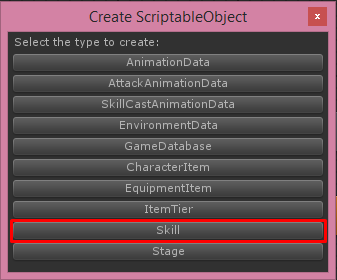 Create ScriptableObject
x
Select the type to create:
AnimationData
AttackAnimationData
SkillCastAnimationData
EnvironmentData
GameDatabase
CharacterItem
EquipmentItem
ItemTier
Skill
Stage